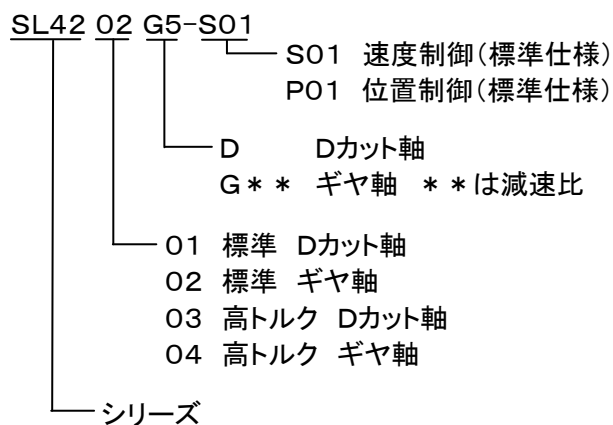 SL42 02 G5-S01
S01 速度制御(標準仕様)
P01 位置制御(標準仕様)
D Dカット軸
G** ギヤ軸 **は減速比
01 標準 Dカット軸
02 標準 ギヤ軸
03 高トルク Dカット軸
04 高トルク ギヤ軸
シリーズ